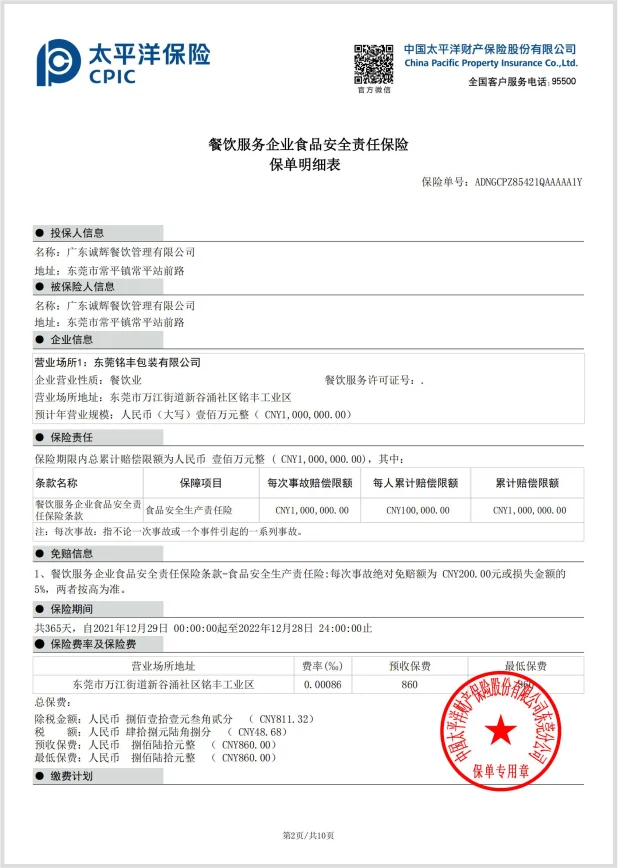 太平洋保险
CPIC
官方微信
中国太平洋财产保险股份有限公司
China Pacific Property Insurance Co.,Ltd.
全国客户服务电话: 95500
餐饮服务企业食品安全责任保险
保单明细表
保险单号: ADNGCPZ85421QAAAAA1Y
● 投保人信息
名称: 广东诚辉餐饮管理有限公司
地址: 东莞市常平镇常平站前路
● 被保险人信息
名称: 广东诚辉餐饮管理有限公司
地址: 东莞市常平镇常平站前路
● 企业信息
营业场所1: 东莞铭丰包装有限公司
企业营业性质: 餐饮业 餐饮服务许可证号: .
营业场所地址: 东莞市万江街道新谷涌社区铭丰工业区
预计年营业规模: 人民币（大写）壹佰万元整（ CNY1,000,000.00）
● 保险责任
保险期限内总累计赔偿限额为人民币 壹佰万元整 ( CNY1,000,000.00), 其中:
条款名称 保障项目 每次事故赔偿限额 每人累计赔偿限额 累计赔偿限额
餐饮服务企业食品安全责任保险条款 食品安全生产责任险 CNY1,000,000.00 CNY100,000.00 CNY1,000,000.00
注: 每次事故: 指不论一次事故或一个事件引起的一系列事故。
● 免赔信息
1、餐饮服务企业食品安全责任保险条款-食品安全生产责任险:每次事故绝对免赔额为 CNY200.00元或损失金额的
5%, 两者按高为准。
● 保险期间
共365天, 自2021年12月29日 00:00:00起至2022年12月28日 24:00:00止
● 保险费率及保险费
营业场所地址 费率(‰) 预收保费 最低保费
东莞市万江街道新谷涌社区铭丰工业区 0.00086 860 860
总保费:
除税金额: 人民币 捌佰壹拾壹元叁角贰分 （ CNY811.32）
税 额: 人民币 肆拾捌元陆角捌分 （ CNY48.68）
预收保费: 人民币 捌佰陆拾元整 （ CNY860.00）
最低保费: 人民币 捌佰陆拾元整 （ CNY860.00）
中国太平洋财产保险股份有限公司东莞分公司
保单专用章
● 缴费计划
第2页/共10页